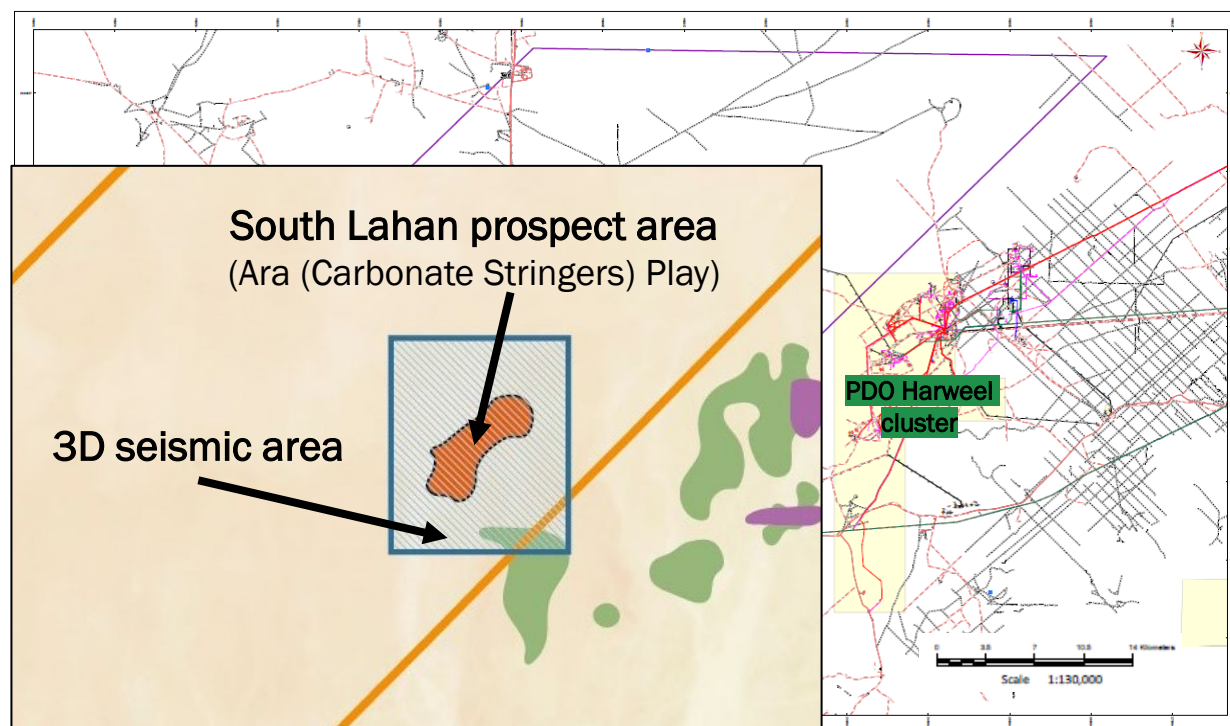 South Lahan prospect area
(Ara (Carbonate Stringers) Play)
3D seismic area
PDO Harweel
cluster
0 3.5 7 10.5 14 Kilometers
Scale 1:130,000